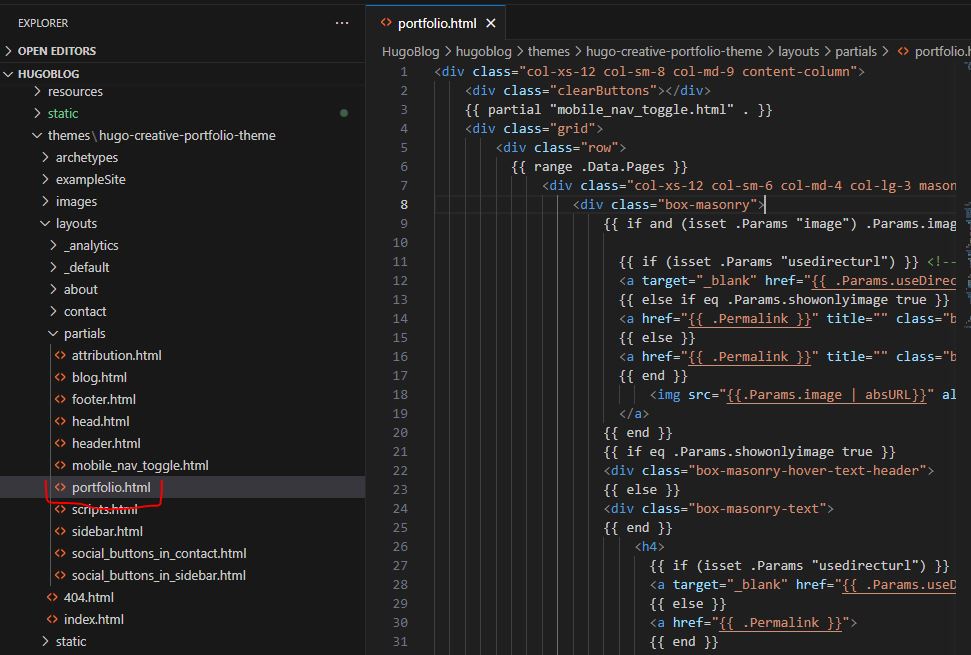 EXPLORER
OPEN EDITORS
HUGOBLOG
resources
static
themes\hugo-creative-portfolio-theme
archetypes
exampleSite
images
layouts
_analytics
_default
about
contact
partials
attribution.html
blog.html
footer.html
head.html
header.html
mobile_nav_toggle.html
portfolio.html
scripts.html
sidebar.html
social_buttons_in_contact.html
social_buttons_in_sidebar.html
404.html
index.html
static
portfolio.html
HugoBlog > hugoblog > themes > hugo-creative-portfolio-theme > layouts > partials > portfolio.h
1 <div class="col-xs-12 col-sm-8 col-md-9 content-column">
2 <div class="clearButtons"></div>
3 {{ partial "mobile_nav_toggle.html" . }}
4 <div class="grid">
5 <div class="row">
6 {{ range .Data.Pages }}
7 <div class="col-xs-12 col-sm-6 col-md-4 col-lg-3 mason
8 <div class="box-masonry">
9 {{ if and (isset .Params "image") .Params.imag
10
11 {{ if (isset .Params "usedirecturl") }} <!--
12 <a target="_blank" href="{{ .Params.useDirec
13 {{ else if eq .Params.showonlyimage true }}
14 <a href="{{ .Permalink }}" title="" class="b
15 {{ else }}
16 <a href="{{ .Permalink }}" title="" class="b
17 {{ end }}
18 <img src="{{.Params.image | absURL}}" al
19 </a>
20 {{ end }}
21 {{ if eq .Params.showonlyimage true }}
22 <div class="box-masonry-hover-text-header">
23 {{ else }}
24 <div class="box-masonry-text">
25 {{ end }}
26 <h4>
27 {{ if (isset .Params "usedirecturl") }}
28 <a target="_blank" href="{{ .Params.useD
29 {{ else }}
30 <a href="{{ .Permalink }}">
31 {{ end }}